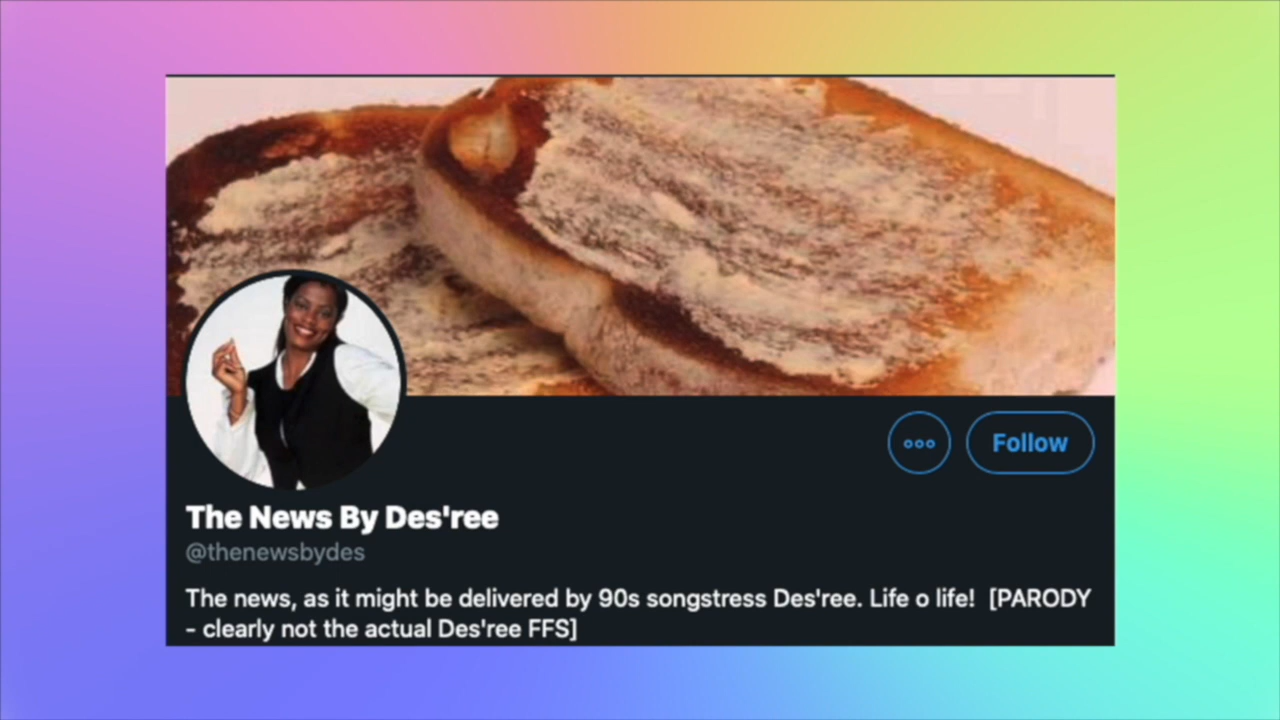 Follow
The News By Des'ree
@thenewsbydes
The news, as it might be delivered by 90s songstress Des'ree. Life o life!  [PARODY
- clearly not the actual Des'ree FFS]